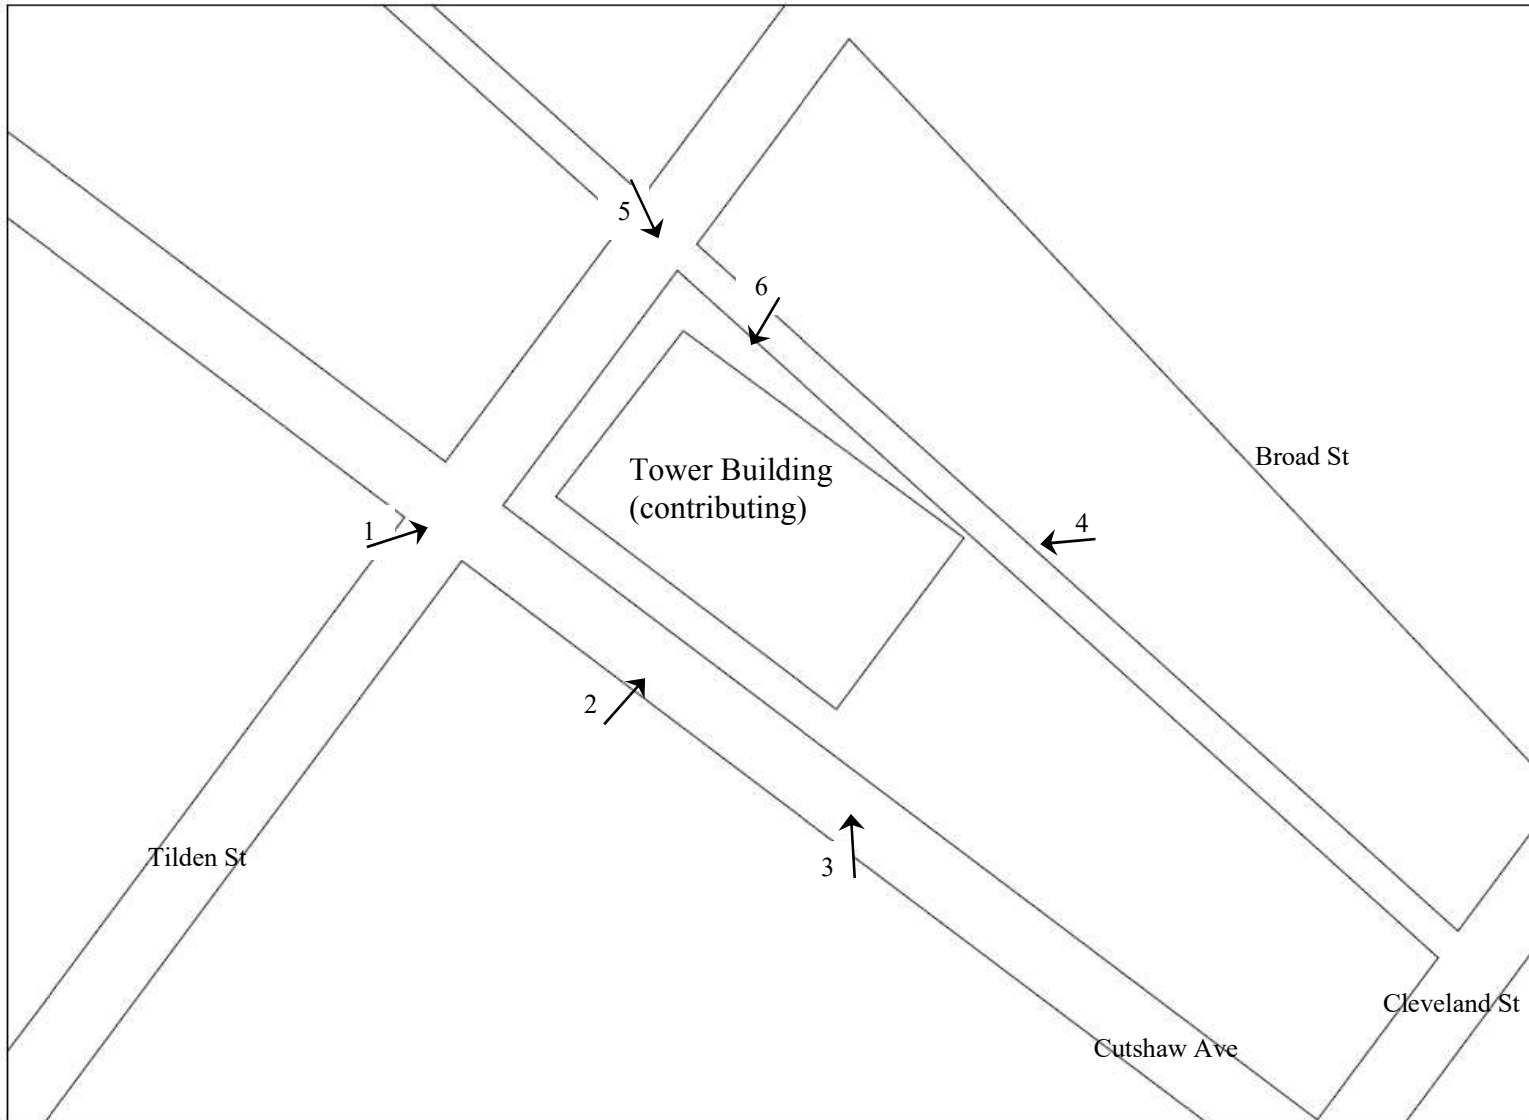 5
6
Broad St
Tower Building
(contributing)
1
4
2
Tilden St
3
Cleveland St
Cutshaw Ave